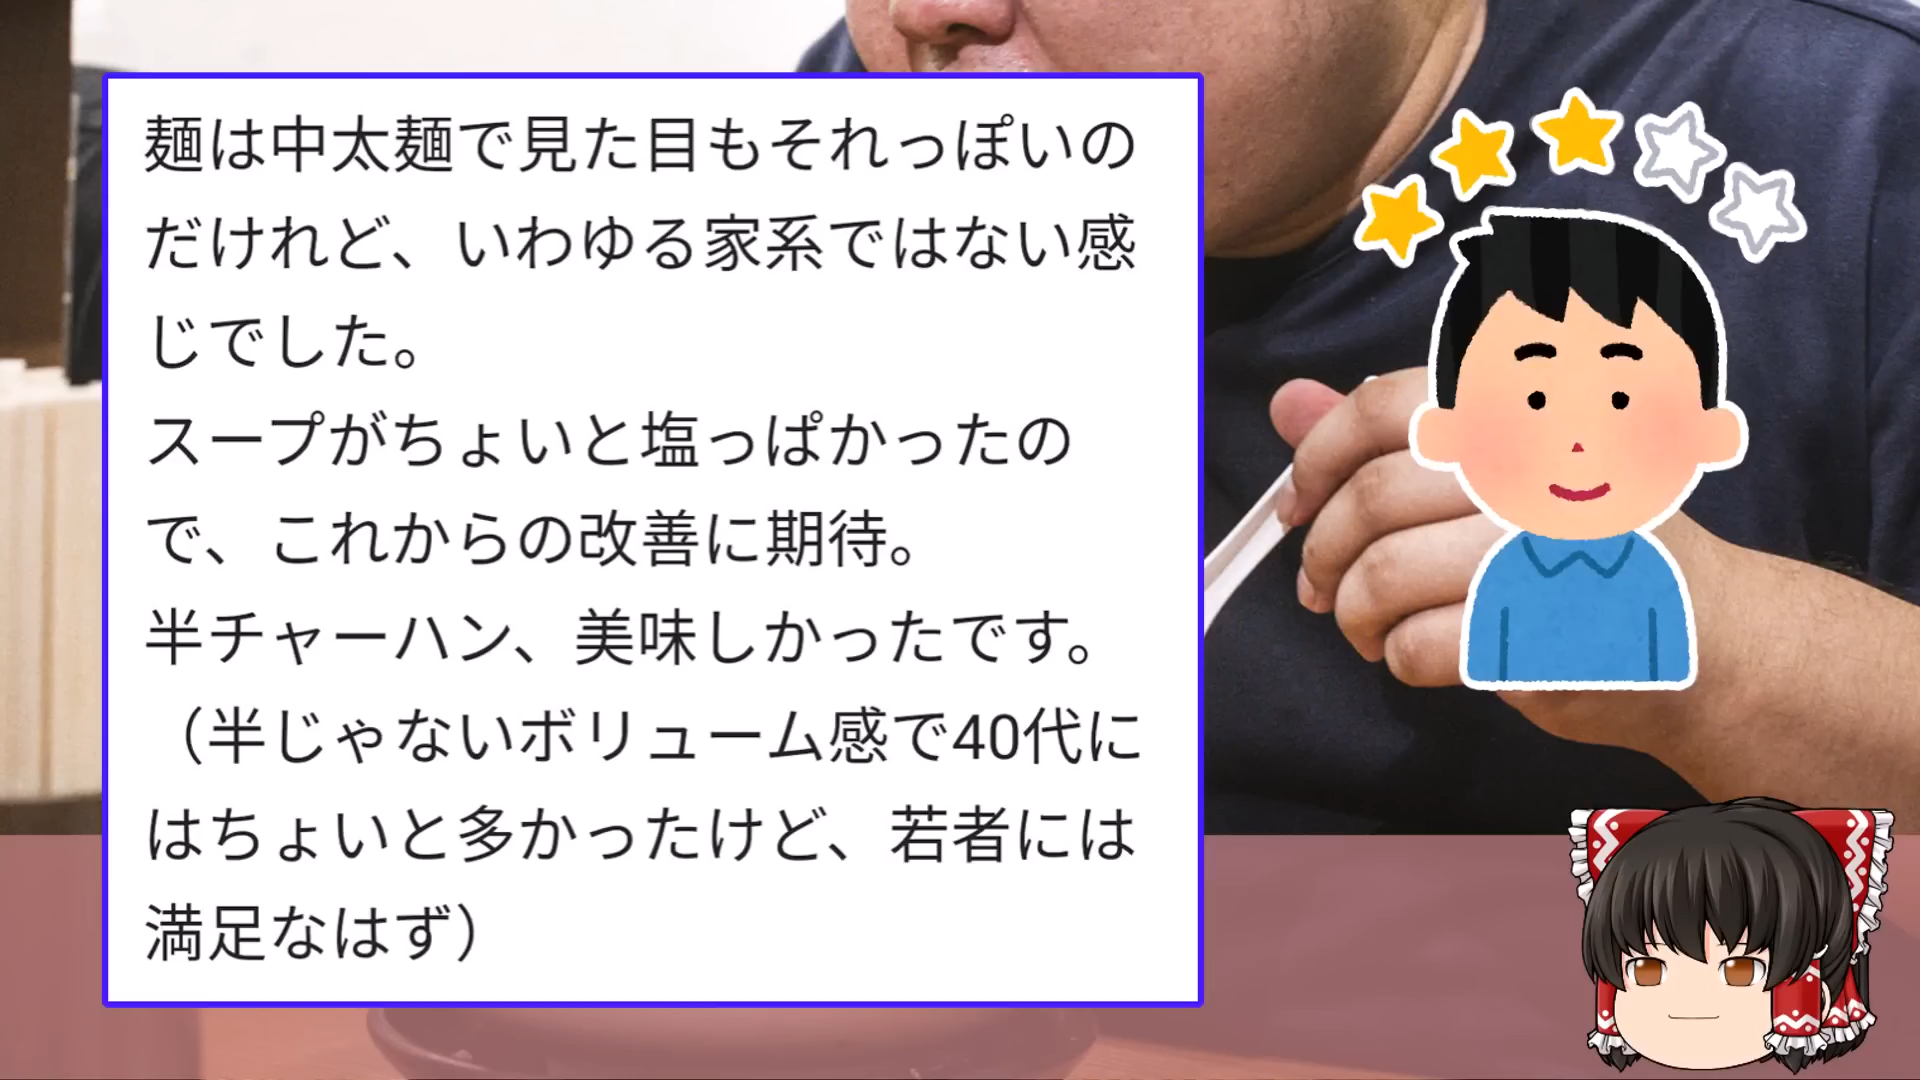 麺は中太麺で見た目もそれっぽいの
だけれど、いわゆる家系ではない感
じでした。
スープがちょいと塩っぱかったの
で、これからの改善に期待。
半チャーハン、美味しかったです。
（半じゃないボリューム感で40代に
はちょいと多かったけど、若者には
満足なはず）